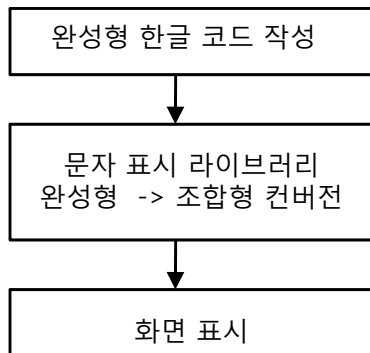 완성형 한글 코드 작성
문자 표시 라이브러리
완성형 -> 조합형 컨버전
화면 표시